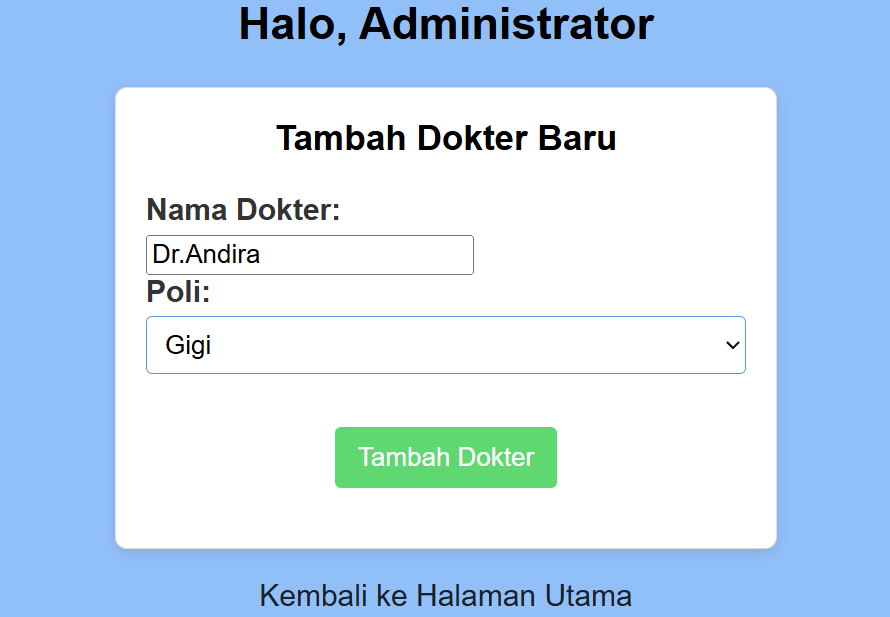 Halo, Administrator
Tambah Dokter Baru
Nama Dokter:
Dr.Andira
Poli:
Gigi
Tambah Dokter
Kembali ke Halaman Utama